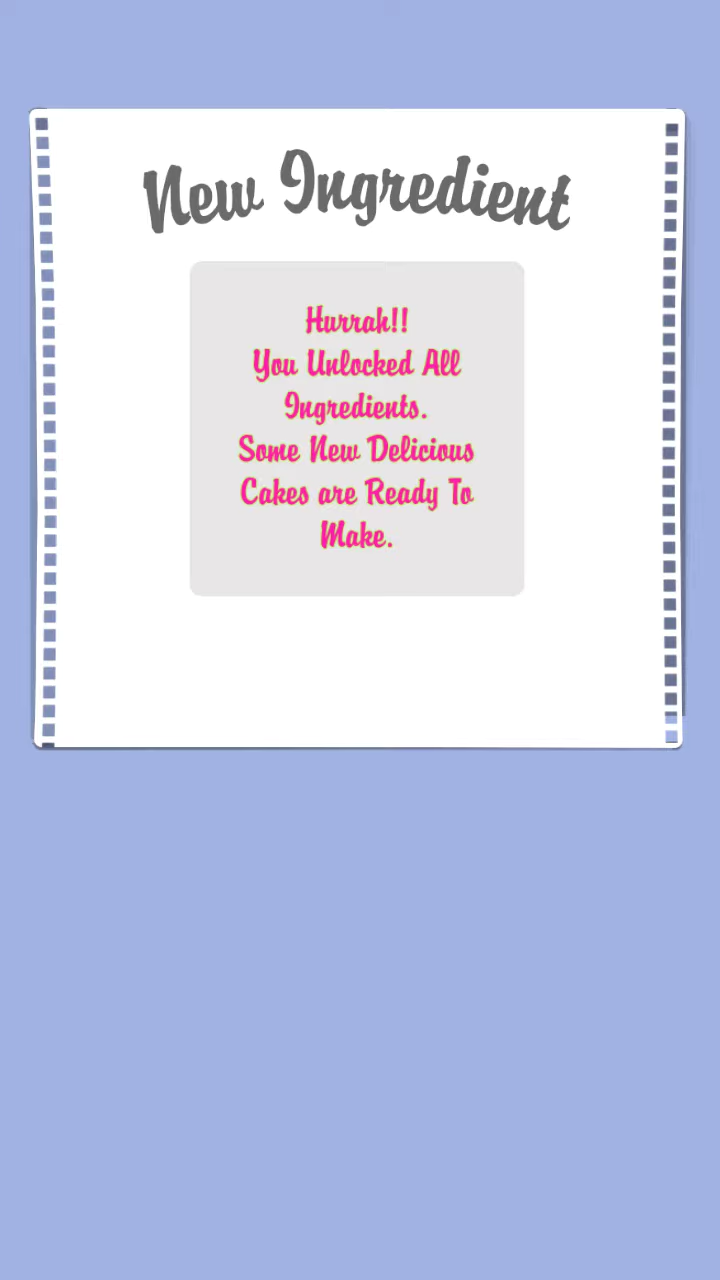 New Ingredient
Hurrah!!
You Unlocked All
Ingredients.
Some New Delicious
Cakes are Ready To
Make.